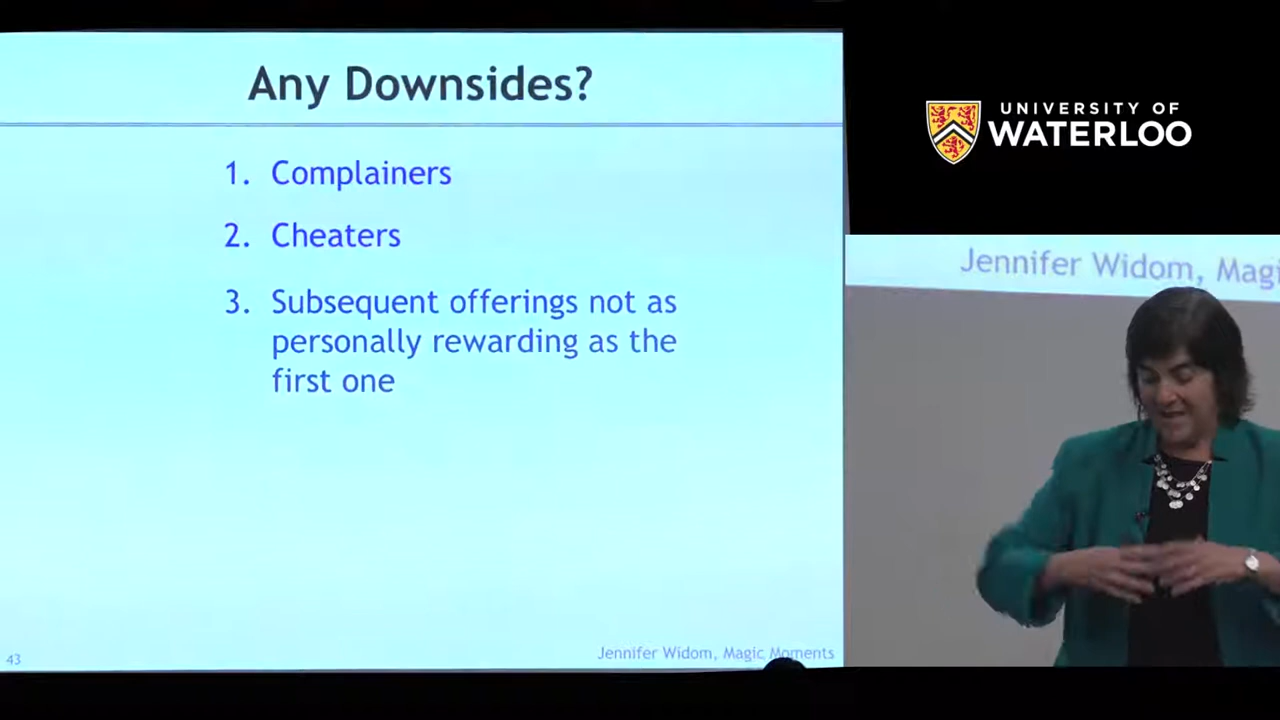 Any Downsides?
1. Complainers
2. Cheaters
3. Subsequent offerings not as
personally rewarding as the
first one
43
Jennifer Widom, Magic Moments
UNIVERSITY OF
WATERLOO
Jennifer Widom, Magi